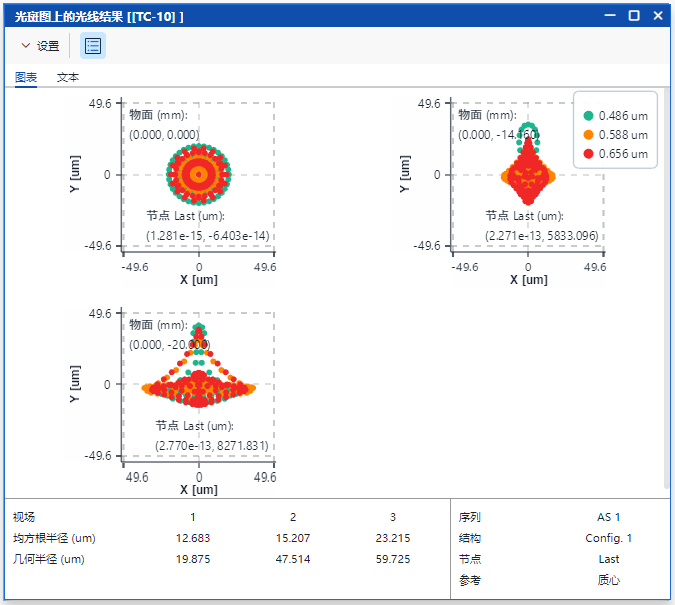 光斑图上的光线结果 [[TC-10] ]
设置
图表 文本
49.6
0
-49.6
Y [um]
物面 (mm):
(0.000, 0.000)
节点 Last (um):
(1.281e-15, -6.403e-14)
-49.6 0 49.6
X [um]
49.6
0
-49.6
Y [um]
物面 (mm):
(0.000, -14.160)
节点 Last (um):
(2.271e-13, 5833.096)
-49.6 0 49.6
X [um]
0.486 um
0.588 um
0.656 um
49.6
0
-49.6
Y [um]
物面 (mm):
(0.000, -20.000)
节点 Last (um):
(2.770e-13, 8271.831)
49.6 0 49.6
X [um]
视场 1 2 3
均方根半径 (um) 12.683 15.207 23.215
几何半径 (um) 19.875 47.514 59.725
序列 AS 1
结构 Config. 1
节点 Last
参考 质心